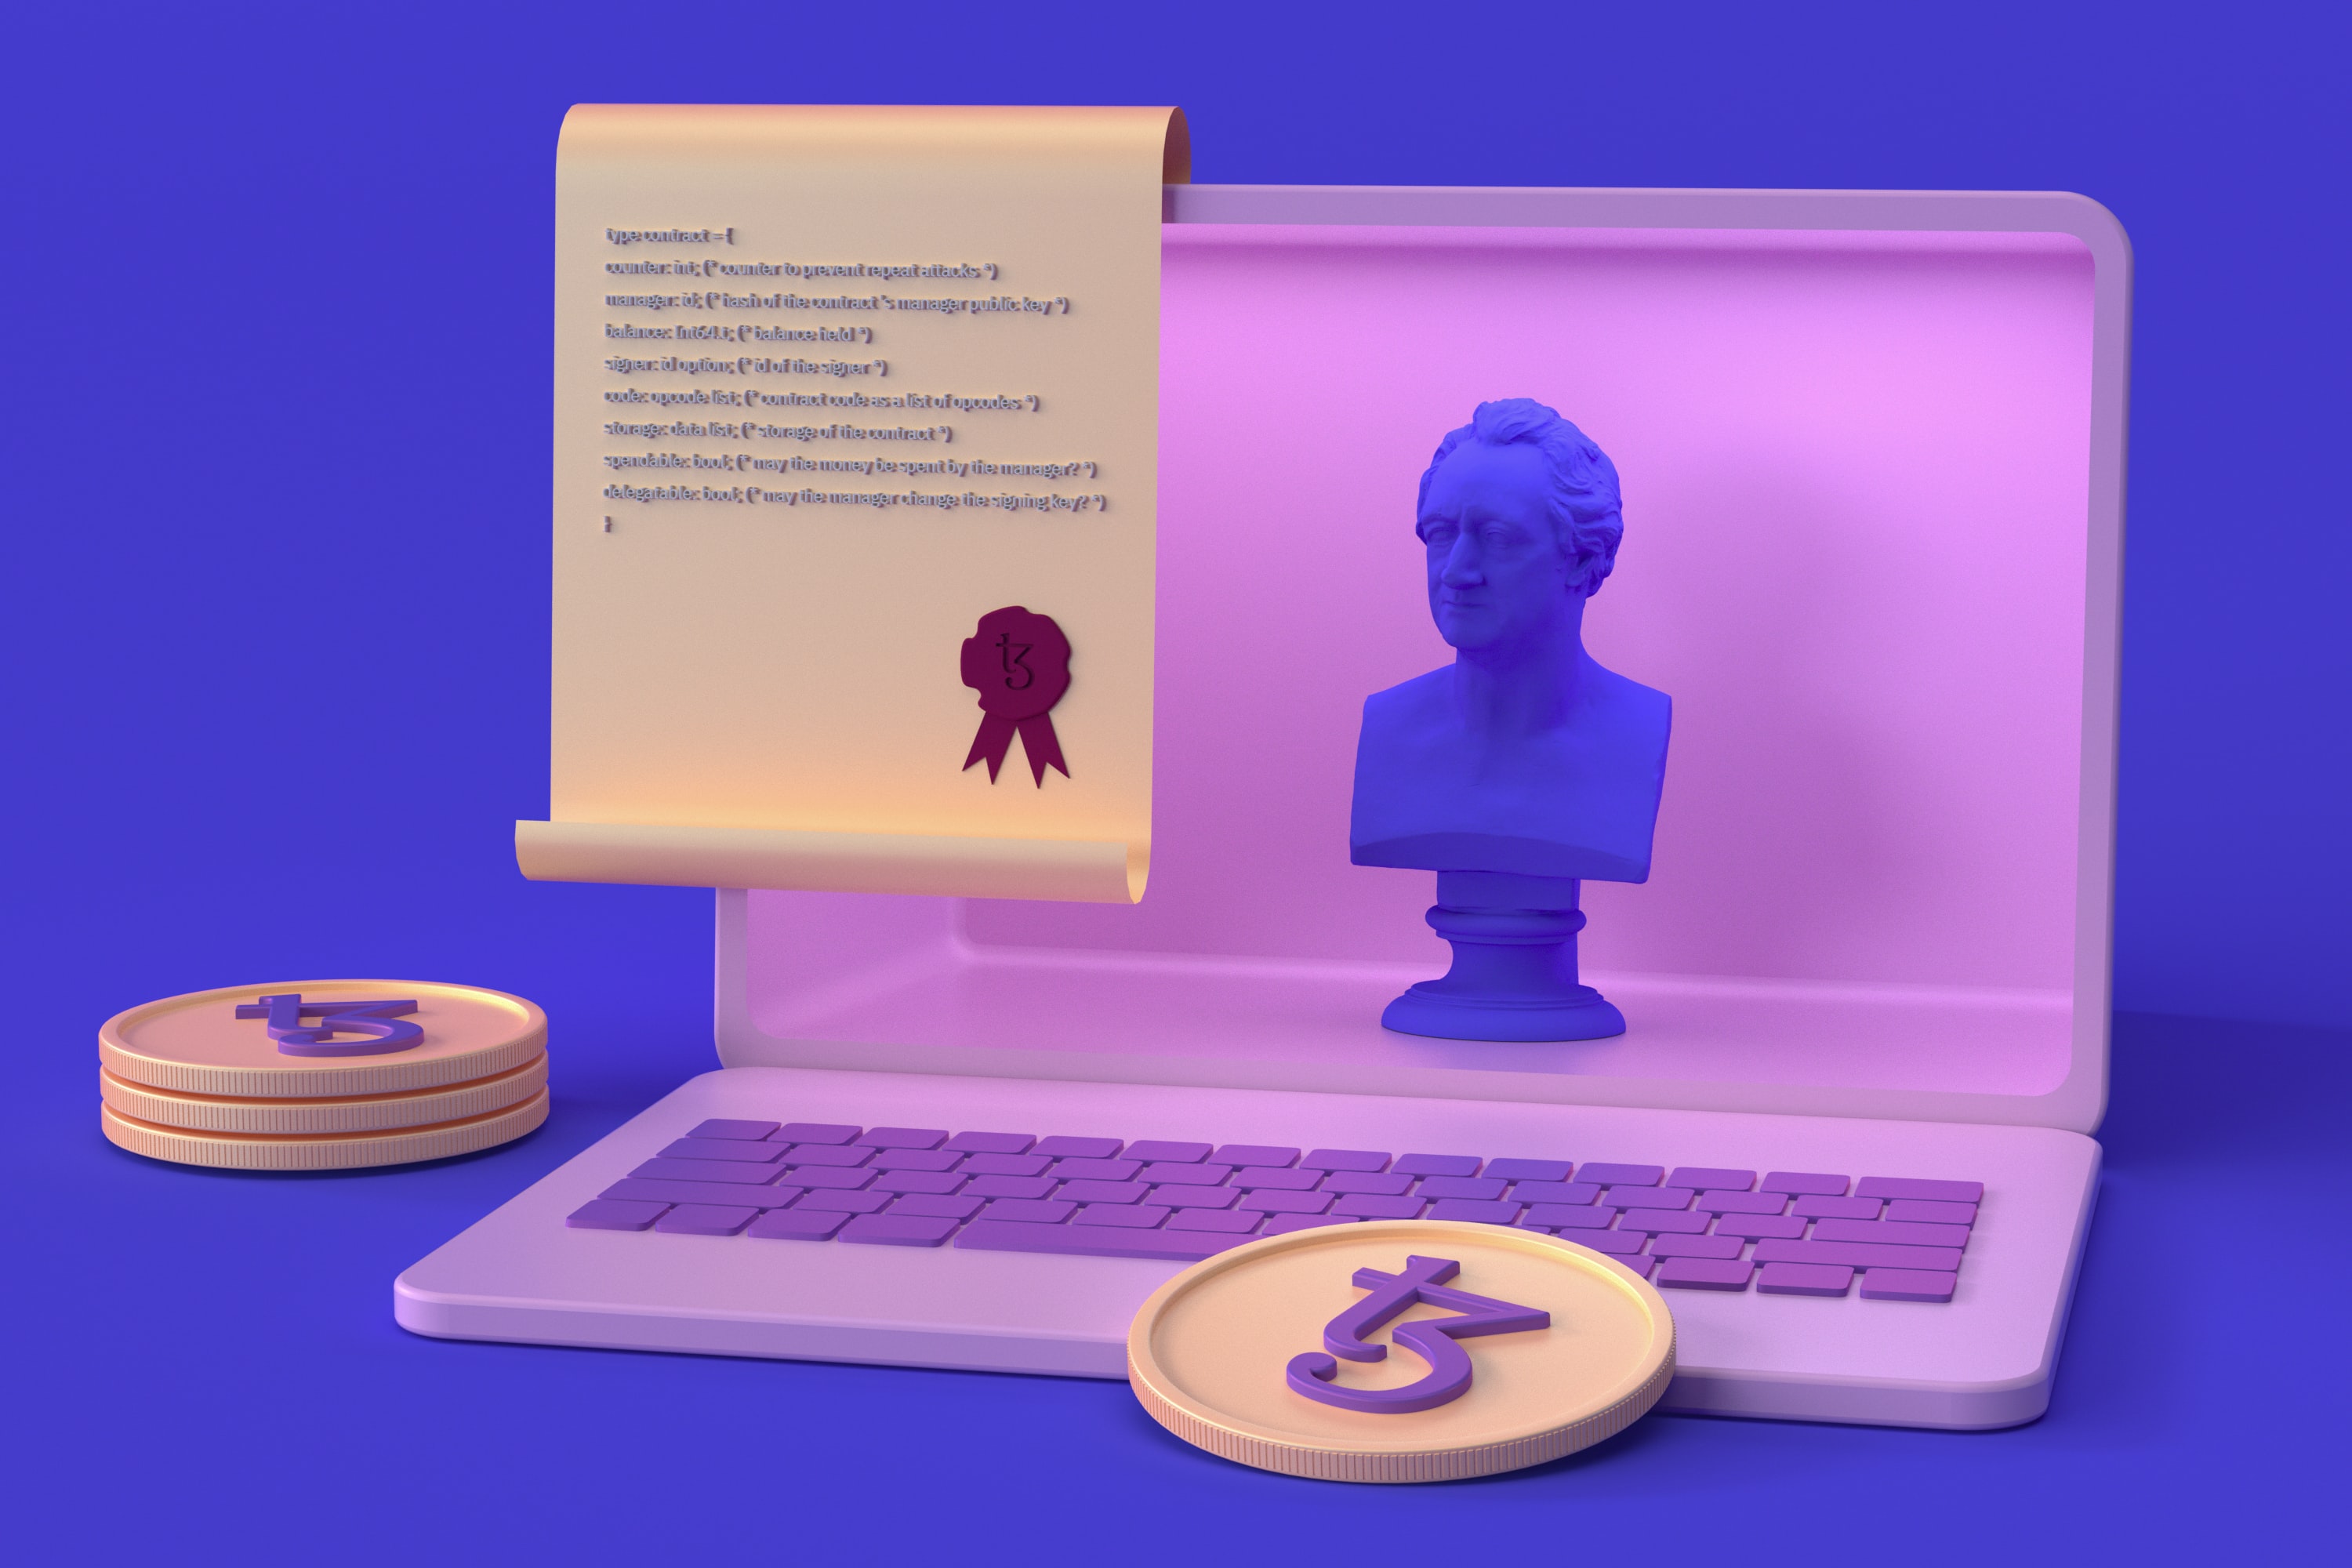 type contract = {
counter: int; (* counter to prevent repeat attacks *)
manager: id; (* hash of the contract 's manager public key *)
balance: Int64.t; (* balance held *)
signer: id option; (* id of the signer *)
code: opcode list; (* contract code as a list of opcodes *)
storage: data list; (* storage of the contract *)
spendable: bool; (* may the money be spent by the manager? *)
delegatable: bool; (* may the manager change the signing key? *)
}
ꜩ
ꜩ
ꜩ